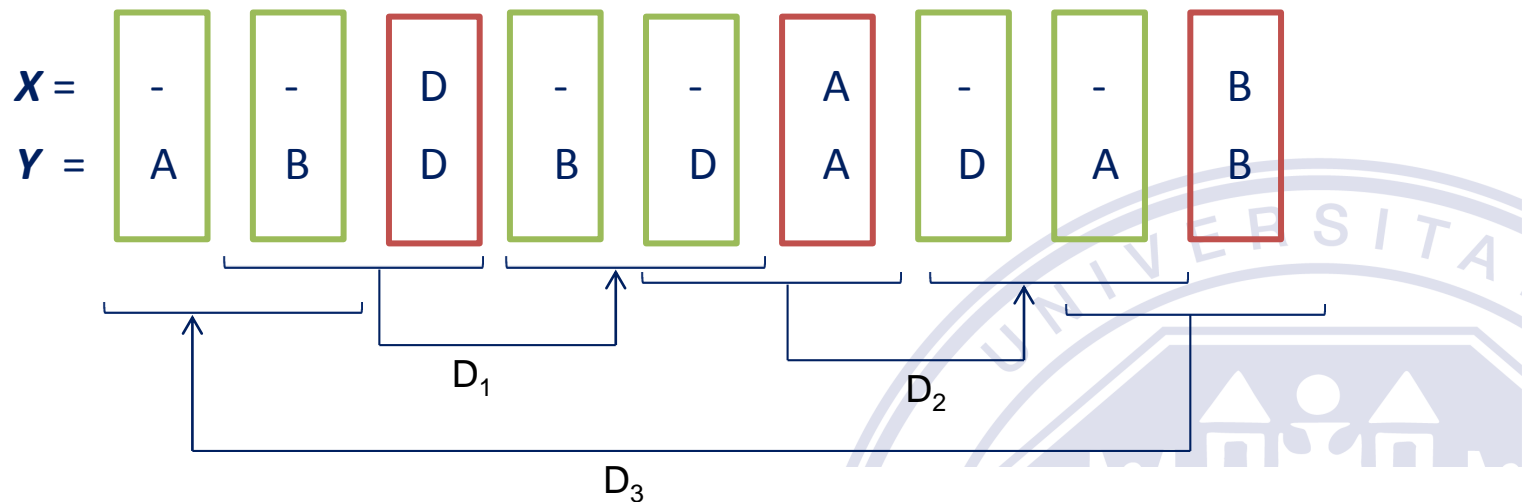 X = - - D - - A - - B
Y = A B D B D A D A B
D₁
D₂
D₃
UNIVERSITA